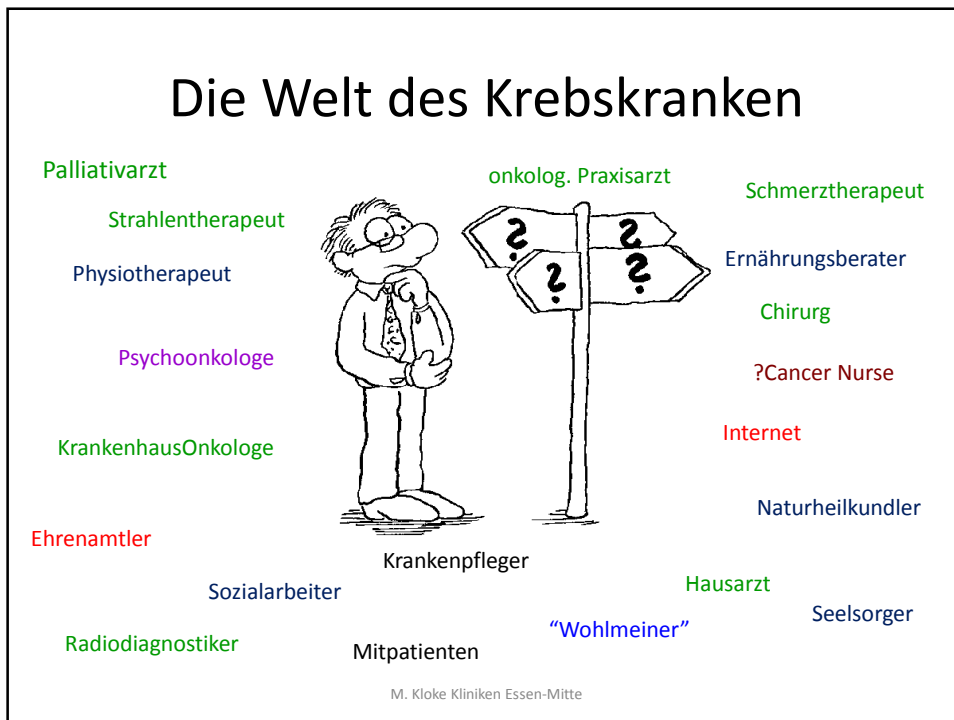 Die Welt des Krebskranken
Palliativarzt
onkolog. Praxisarzt
Schmerztherapeut
Strahlentherapeut
? ?
? ?
Physiotherapeut
Ernährungsberater
Chirurg
Psychoonkologe
?Cancer Nurse
Internet
KrankenhausOnkologe
Naturheilkundler
Ehrenamtler
Krankenpfleger
Hausarzt
Sozialarbeiter
Seelsorger
“Wohlmeiner”
Radiodiagnostiker
Mitpatienten
M. Kloke Kliniken Essen-Mitte